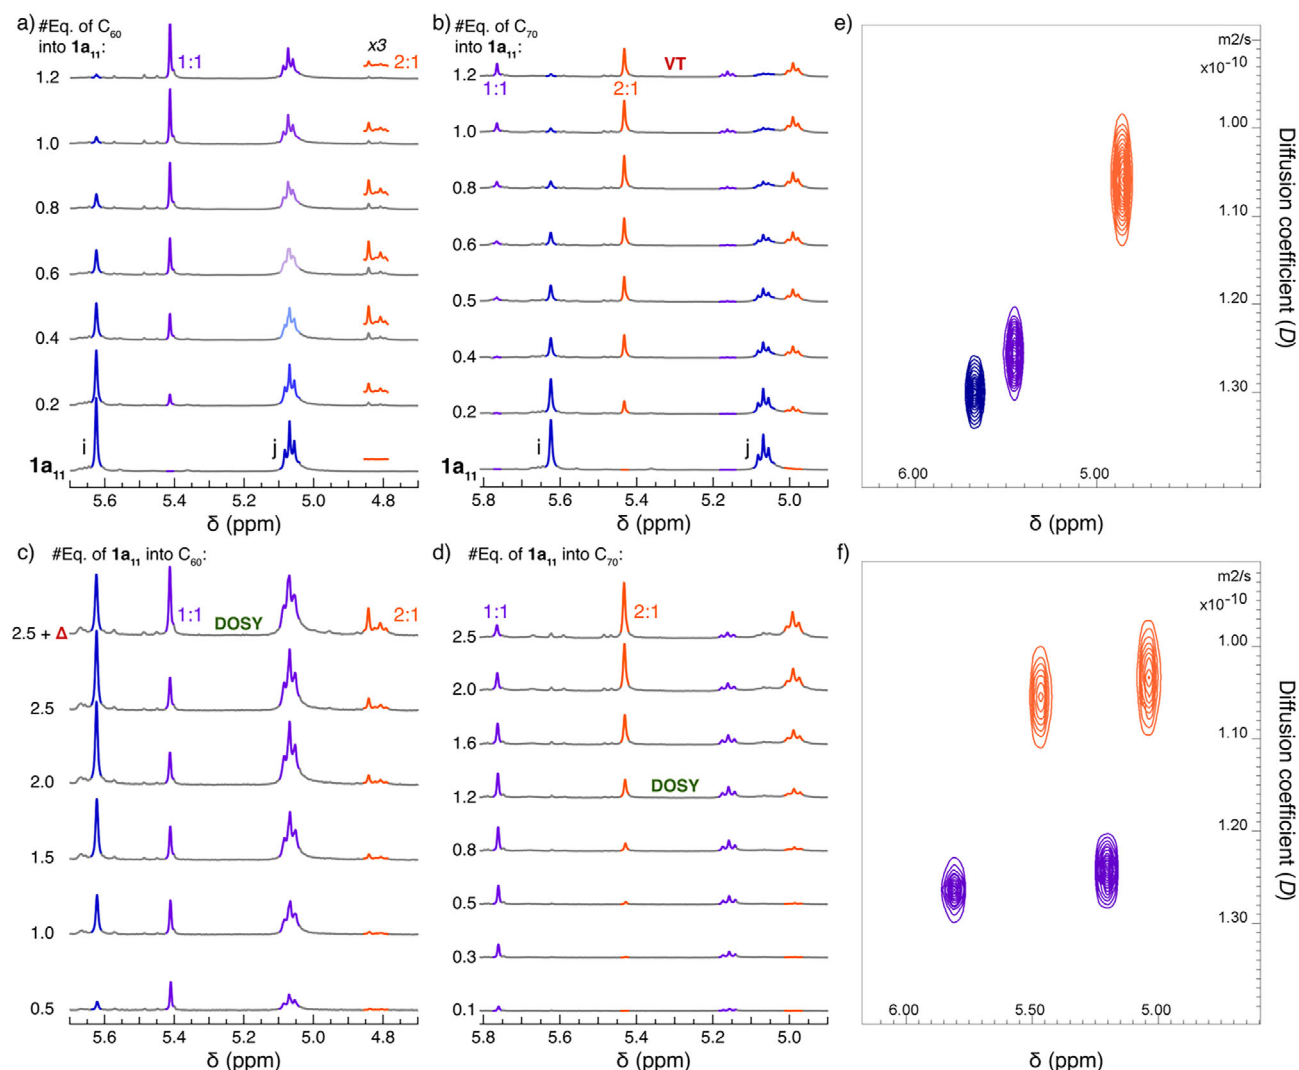 a) #Eq. of C60
into 1a11:
1:1
x3
2:1
1.2
1.0
0.8
0.6
0.4
0.2
i
j
1a11
5.6 5.4 5.2 5.0 4.8
δ (ppm)
b) #Eq. of C70
into 1a11:
VT
1.2
1:1
2:1
1.0
0.8
0.6
0.5
0.4
0.2
i
j
1a11
5.8 5.6 5.4 5.2 5.0
δ (ppm)
e)
m2/s
x10⁻¹⁰
1.00
1.10
1.20
1.30
Diffusion coefficient (D)
6.00 5.00
δ (ppm)
c) #Eq. of 1a11 into C60:
1:1
DOSY
2:1
2.5 + Δ
2.5
2.0
1.5
1.0
0.5
5.6 5.4 5.2 5.0 4.8
δ (ppm)
d) #Eq. of 1a11 into C70:
1:1
2:1
2.5
2.0
1.6
DOSY
1.2
0.8
0.5
0.3
0.1
5.8 5.6 5.4 5.2 5.0
δ (ppm)
f)
m2/s
x10⁻¹⁰
1.00
1.10
1.20
1.30
Diffusion coefficient (D)
6.00 5.50 5.00
δ (ppm)